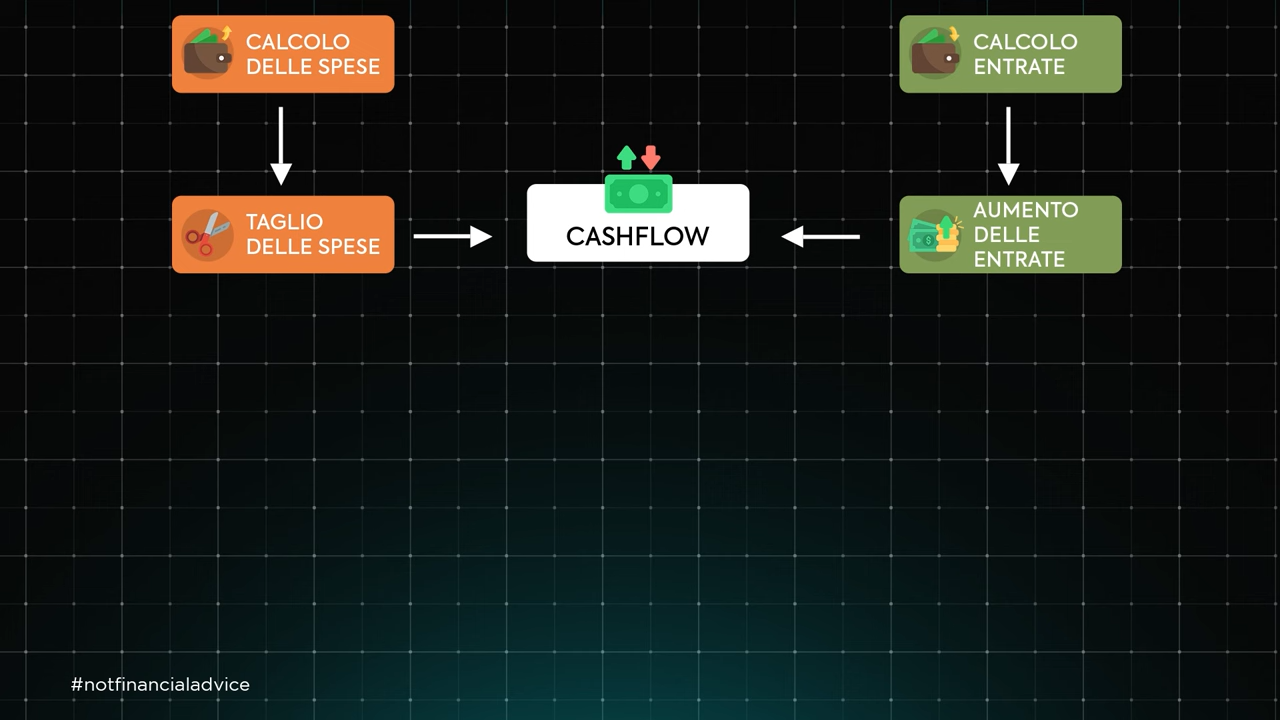 CALCOLO
DELLE SPESE
CALCOLO
ENTRATE
TAGLIO
DELLE SPESE
CASHFLOW
AUMENTO
DELLE
ENTRATE
#notfinancialadvice